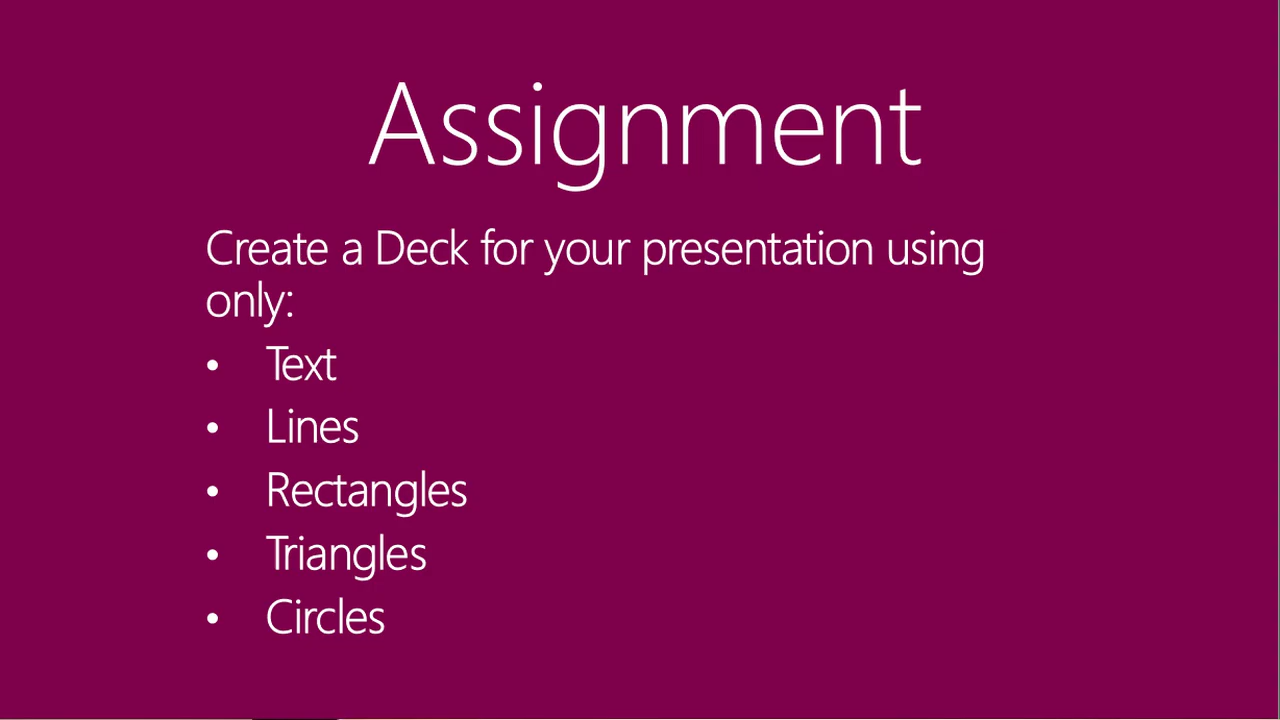 Assignment
Create a Deck for your presentation using
only:
• Text
• Lines
• Rectangles
• Triangles
• Circles